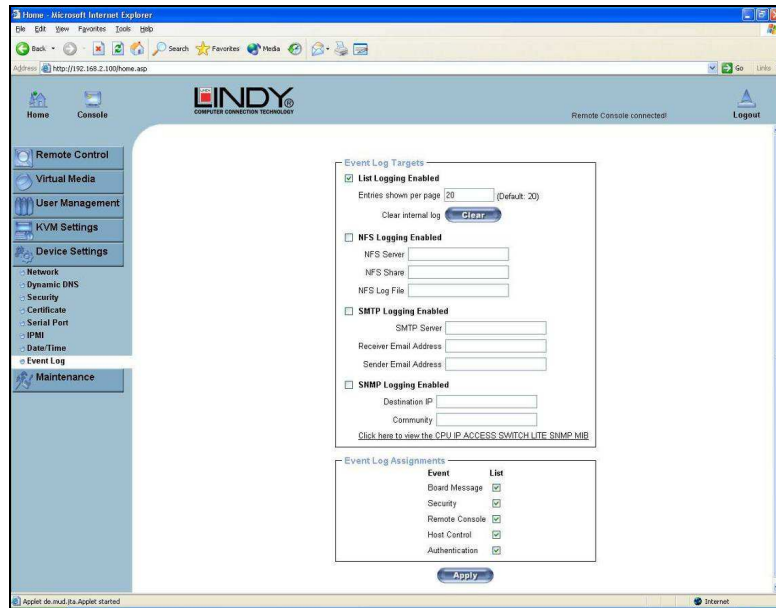 Home - Microsoft Internet Explorer
File Edit View Favorites Tools Help
Back Search Favorites Media
Address http://192.168.2.100/home.asp Go Links
Home Console
LINDY®
COMPUTER CONNECTION TECHNOLOGY
Remote Console connected!
Logout
Remote Control
Virtual Media
User Management
KVM Settings
Device Settings
Network
Dynamic DNS
Security
Certificate
Serial Port
IPMI
Date/Time
Event Log
Maintenance
Event Log Targets
List Logging Enabled
Entries shown per page 20 (Default: 20)
Clear internal log Clear
NFS Logging Enabled
NFS Server
NFS Share
NFS Log File
SMTP Logging Enabled
SMTP Server
Receiver Email Address
Sender Email Address
SNMP Logging Enabled
Destination IP
Community
Click here to view the CPU IP ACCESS SWITCH LITE SNMP MIB
Event Log Assignments
Event List
Board Message
Security
Remote Console
Host Control
Authentication
Apply
Applet de.mud.jta.Applet started
Internet